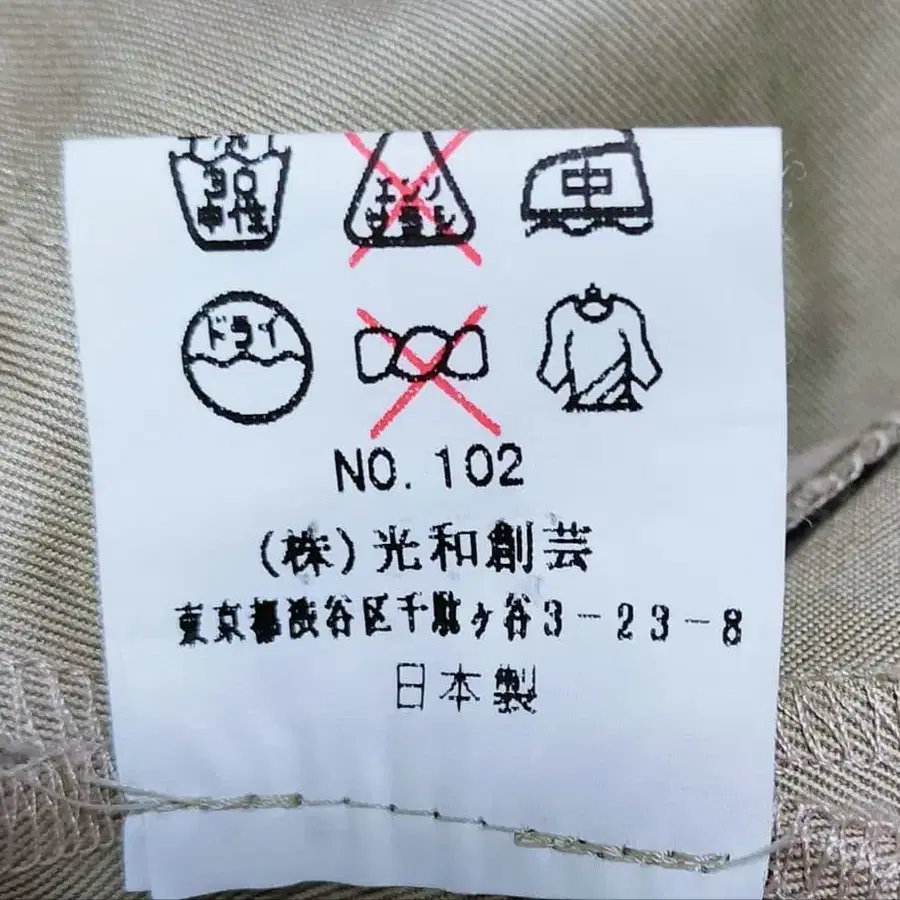 30 エンソ 中
中性 サラシ
ドライ
NO. 102
(株)光和創芸
東京都渋谷区千駄ヶ谷3-23-8
日本製